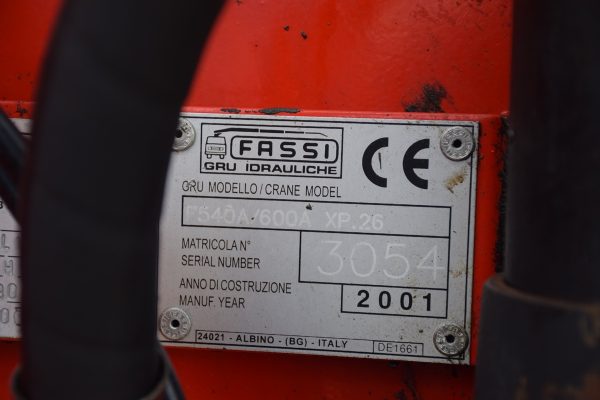 FASSI
GRU IDRAULICHE
CE
GRU MODELLO/CRANE MODEL
F540A/600A XP.26
MATRICOLA N°
SERIAL NUMBER
3054
ANNO DI COSTRUZIONE
MANUF. YEAR
2001
24021 - ALBINO - (BG) - ITALY
DE1661